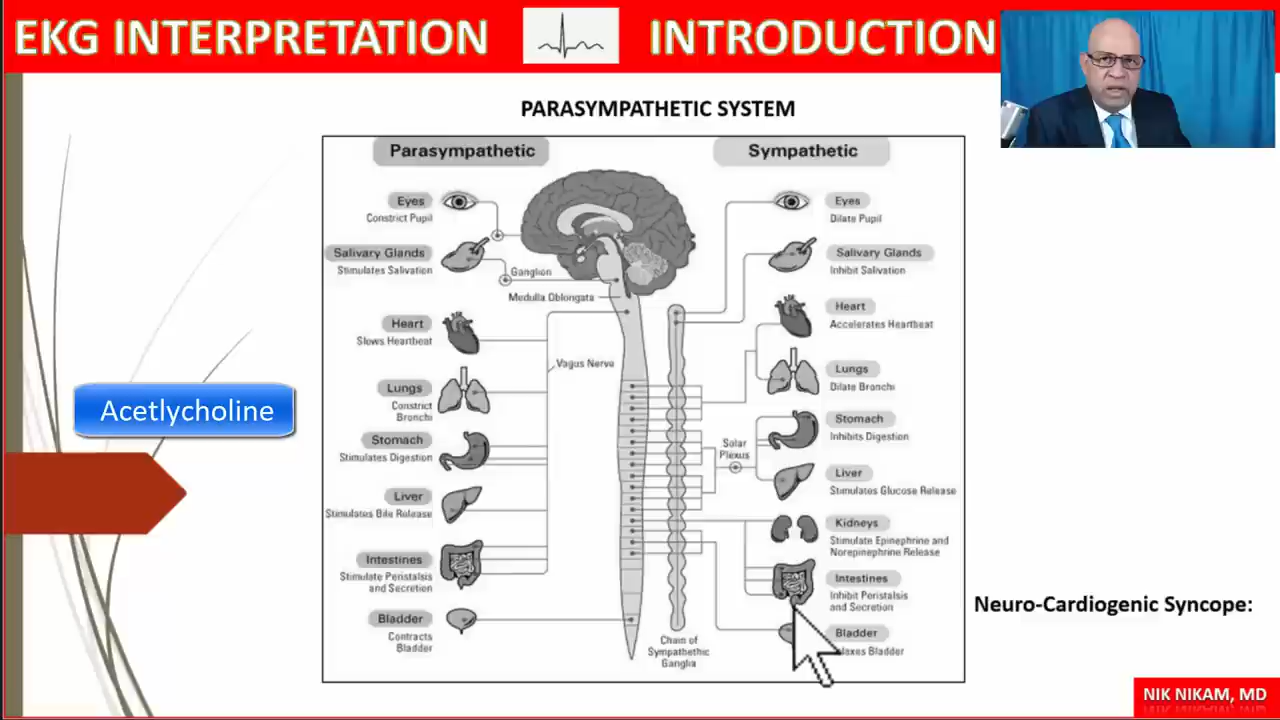 EKG INTERPRETATION INTRODUCTION
PARASYMPATHETIC SYSTEM
Parasympathetic
Sympathetic
Eyes
Constrict Pupil
Salivary Glands
Stimulates Salivation
Ganglion
Medulla Oblongata
Heart
Slows Heartbeat
Vagus Nerve
Lungs
Constrict
Bronchi
Stomach
Stimulates Digestion
Liver
Stimulates Bile Release
Intestines
Stimulate Peristalsis
and Secretion
Bladder
Contracts
Bladder
Eyes
Dilate Pupil
Salivary Glands
Inhibit Salivation
Heart
Accelerates Heartbeat
Lungs
Dilate Bronchi
Stomach
Inhibits Digestion
Solar
Plexus
Liver
Stimulates Glucose Release
Kidneys
Stimulate Epinephrine and
Norepinephrine Release
Intestines
Inhibit Peristalsis
and Secretion
Bladder
Bladder
Chain of
Sympathethic
Ganglia
Acetlycholine
Neuro-Cardiogenic Syncope:
NIK NIKAM, MD